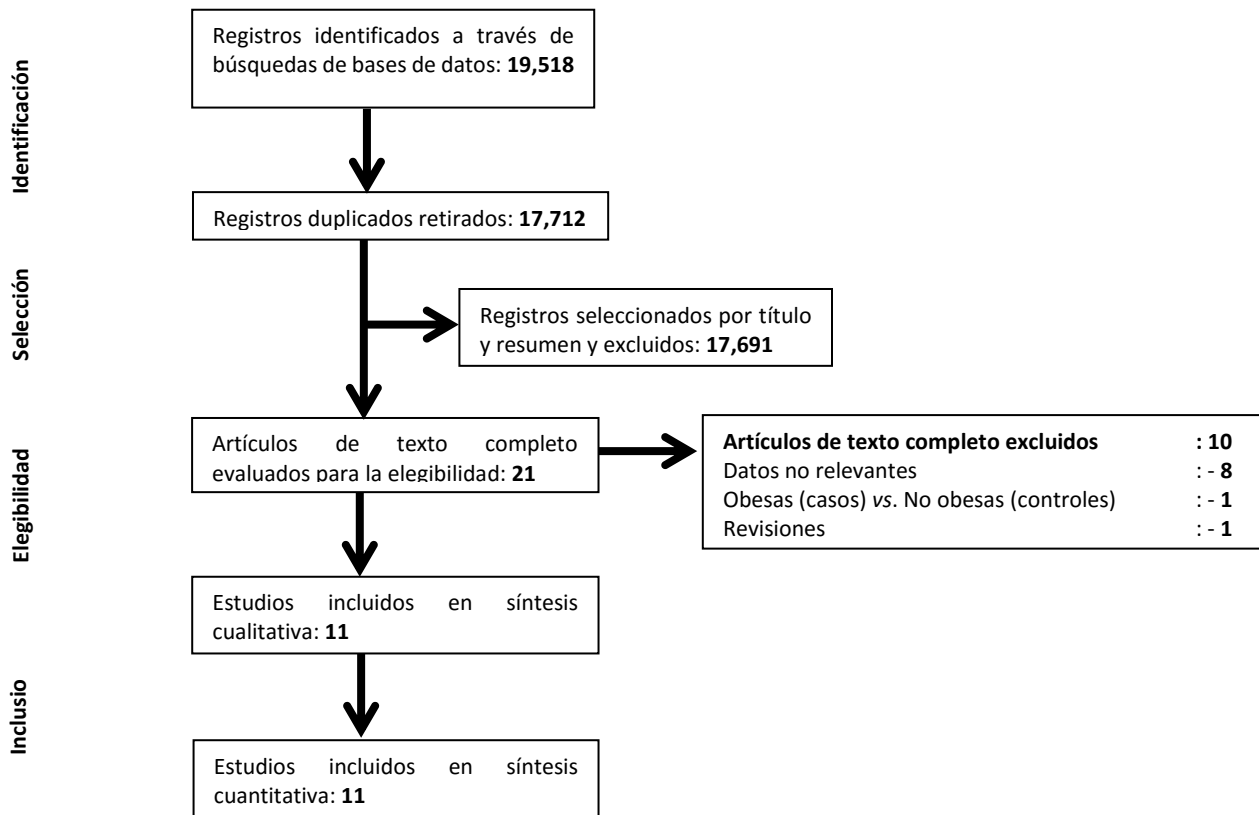 Identificación
Registros identificados a través de
búsquedas de bases de datos: 19,518
Registros duplicados retirados: 17,712
Selección
Registros seleccionados por título
y resumen y excluidos: 17,691
Elegibilidad
Artículos de texto completo
evaluados para la elegibilidad: 21
Artículos de texto completo excluidos : 10
Datos no relevantes : - 8
Obesas (casos) vs. No obesas (controles) : - 1
Revisiones : - 1
Estudios incluidos en síntesis
cualitativa: 11
Inclusio
Estudios incluidos en síntesis
cuantitativa: 11